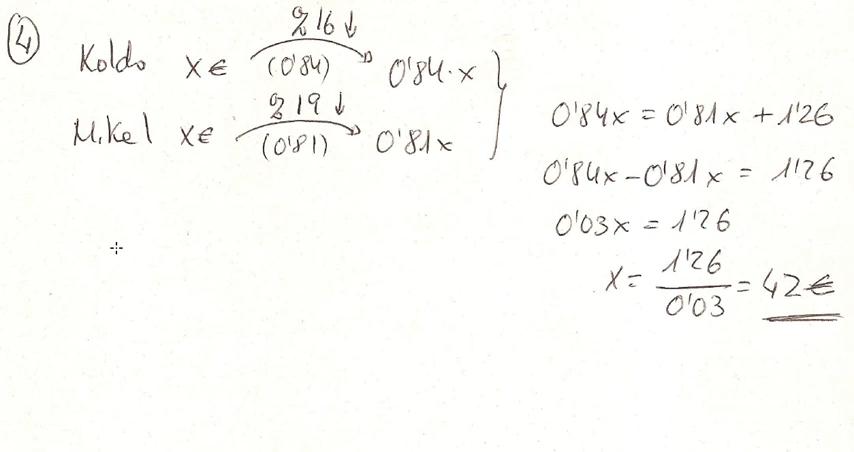 4
% 16 ↓
Koldo x€ (0'84) 0'84·x
% 19 ↓
Mikel x€ (0'81) 0'81x
0'84x = 0'81x + 1'26
0'84x - 0'81x = 1'26
0'03x = 1'26
x = 1'26 / 0'03 = 42€